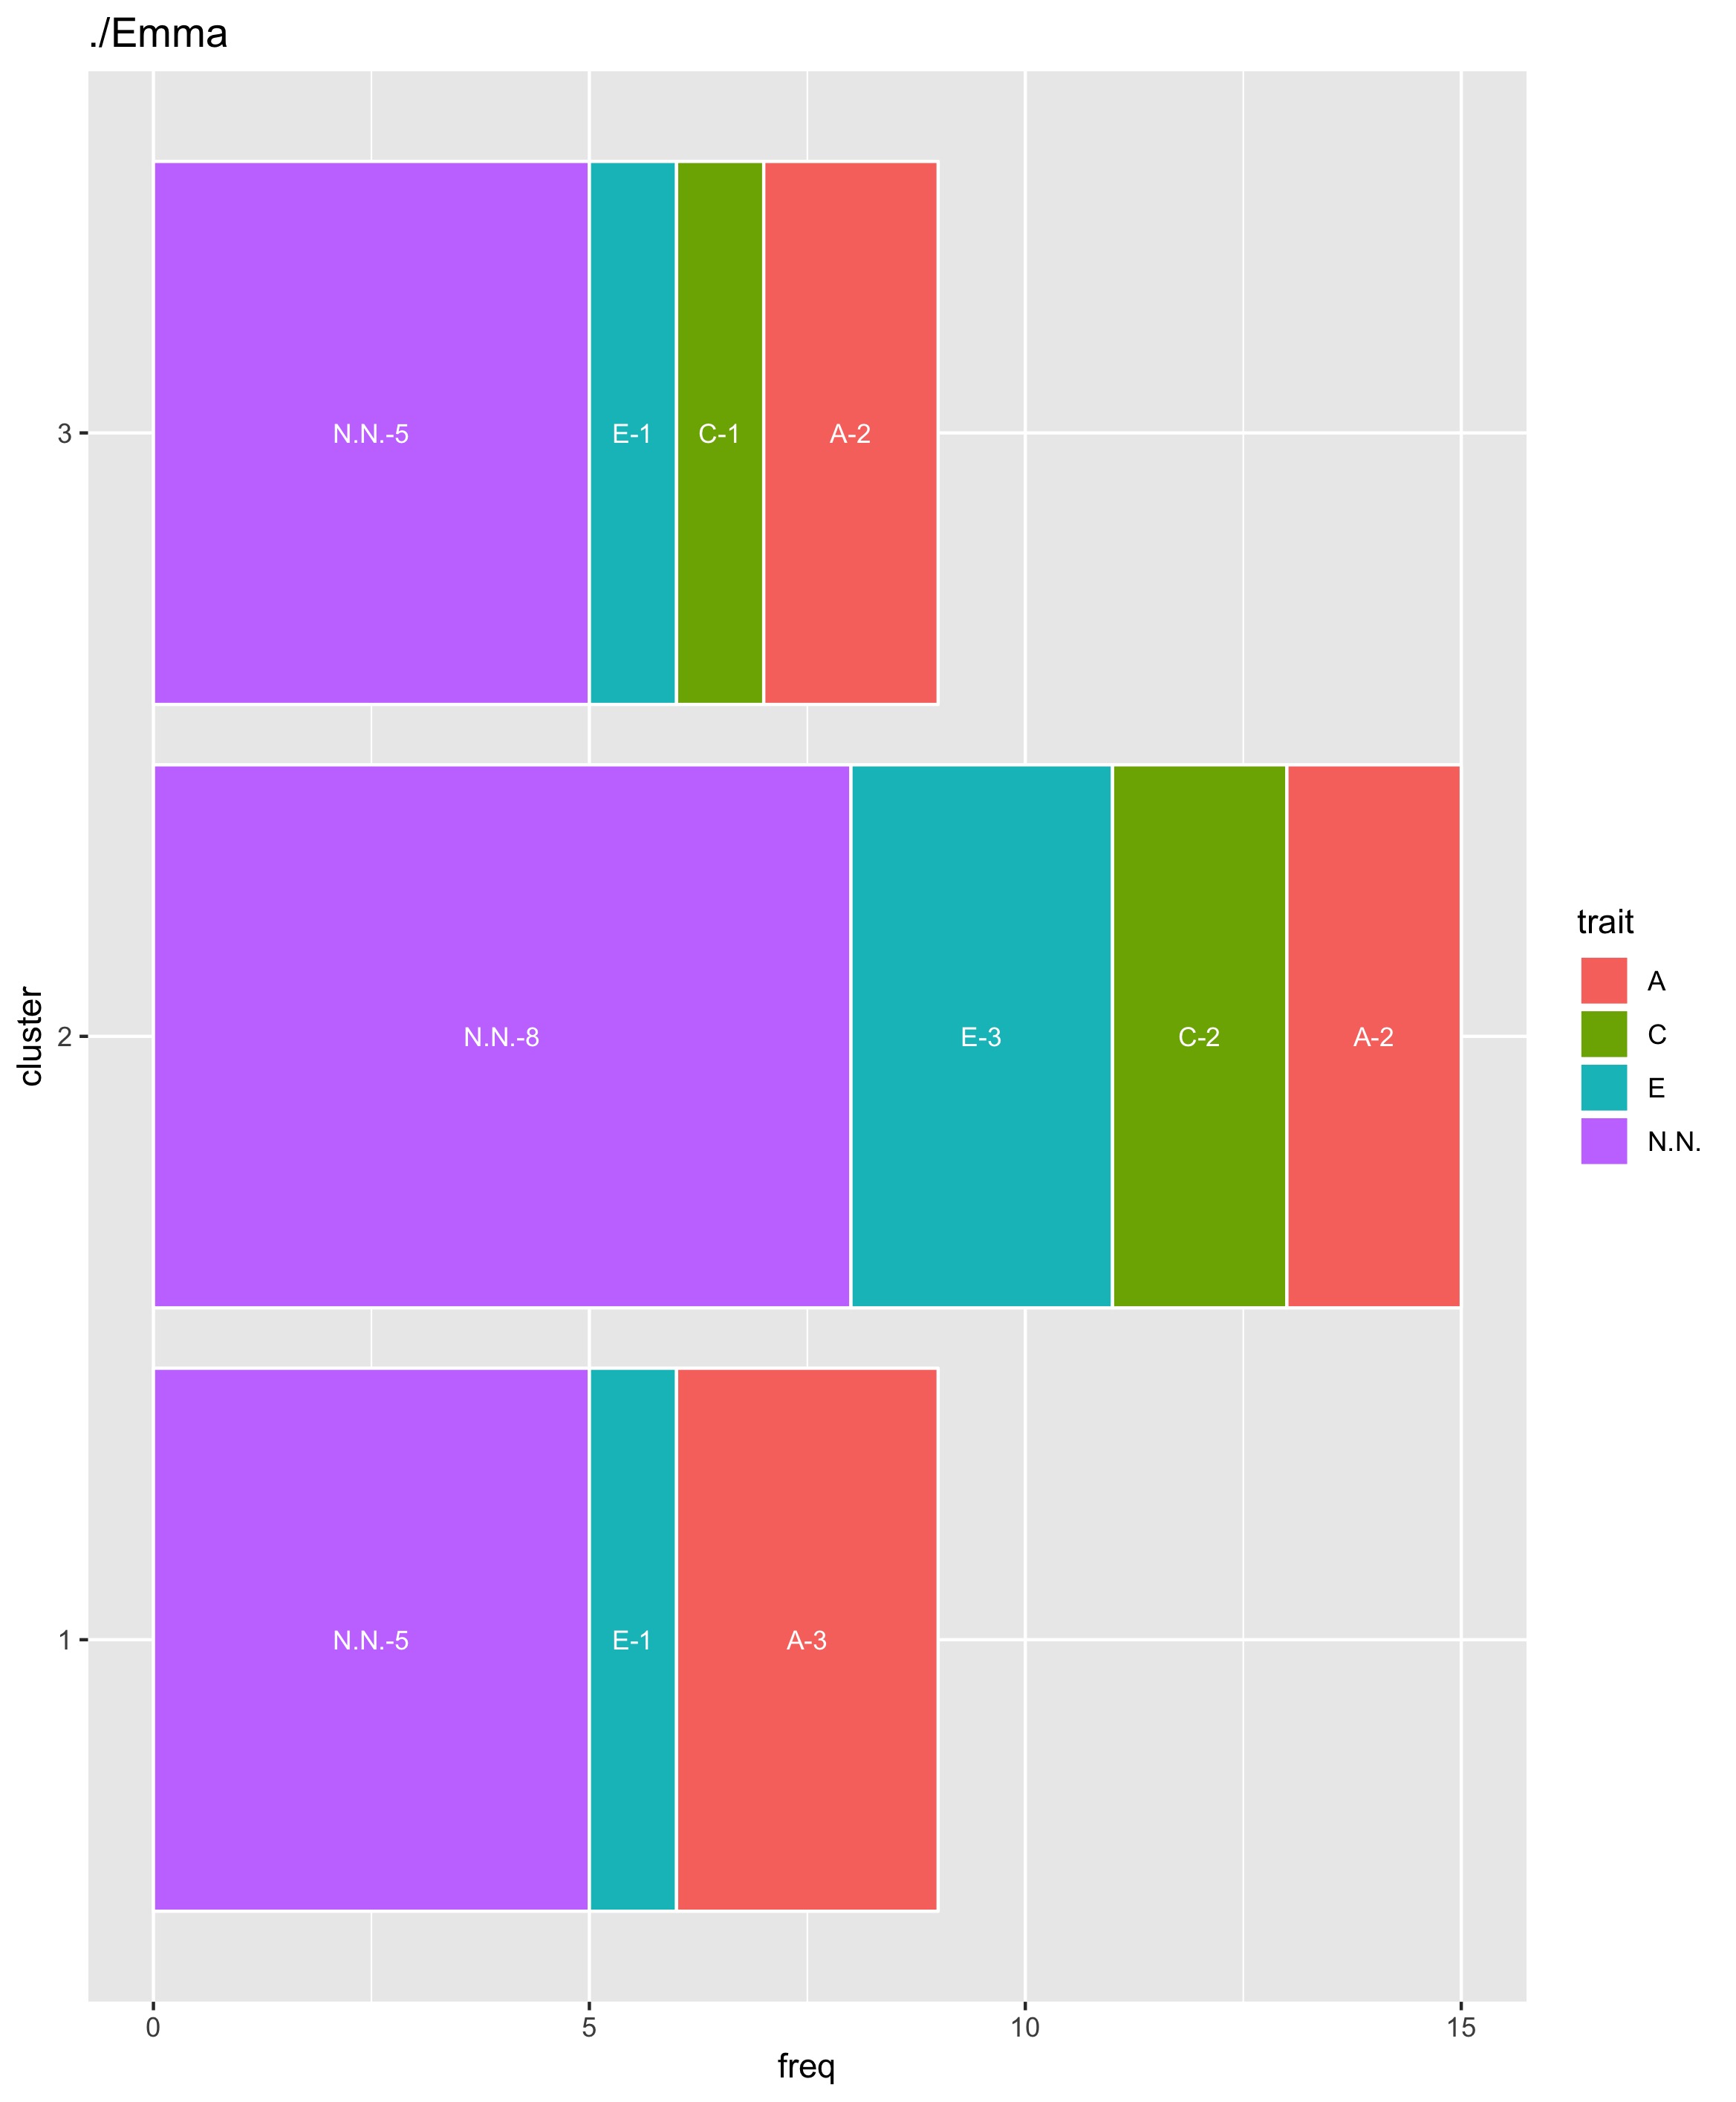 ./Emma
3
N.N.-5 E-1 C-1 A-2
2
N.N.-8 E-3 C-2 A-2
1
N.N.-5 E-1 A-3
cluster
0 5 10 15
freq
trait
A
C
E
N.N.